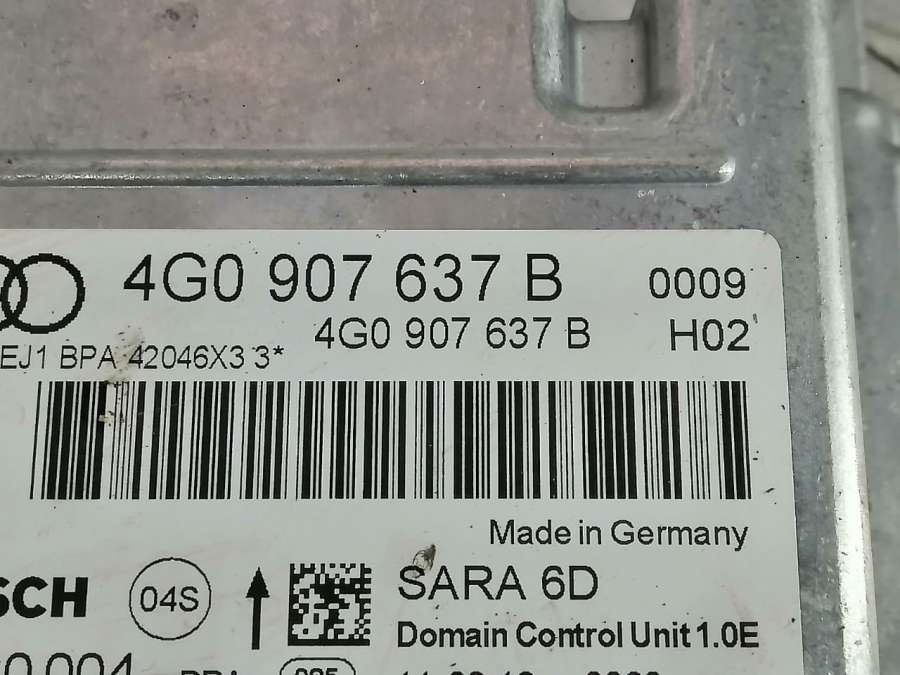 4G0 907 637 B 0009
4G0 907 637 B H02
EJ1 BPA 42046X3 3*
Made in Germany
SCH 04S SARA 6D
Domain Control Unit 1.0E